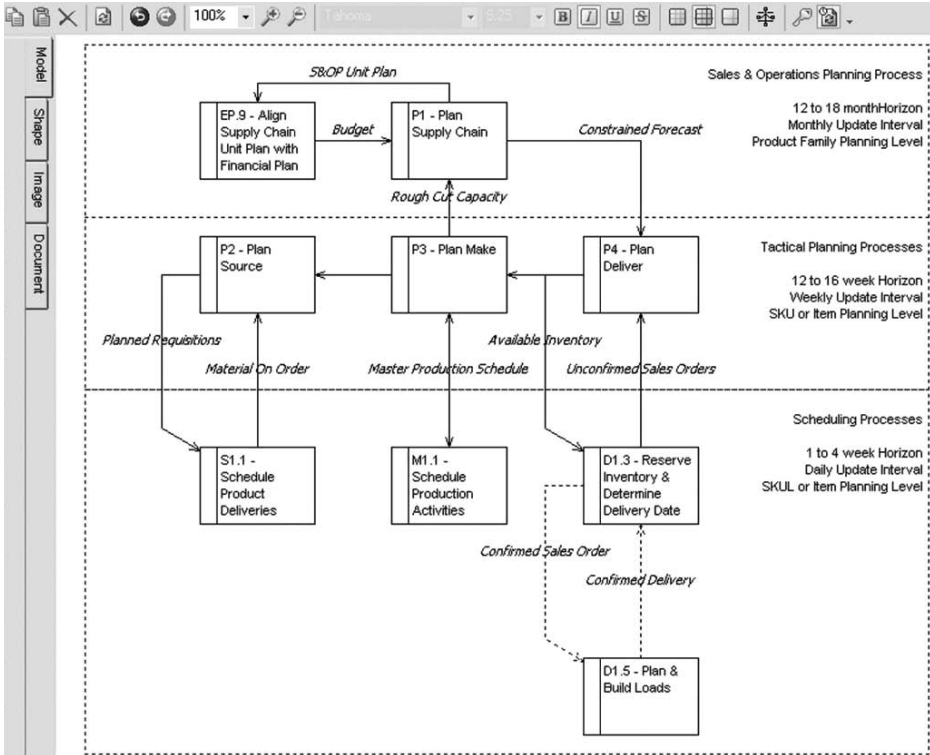 100%
Tahoma
8.25
B I U S
Model
Shape
Image
Document
S&OP Unit Plan
Sales & Operations Planning Process
12 to 18 monthHorizon
Monthly Update Interval
Product Family Planning Level
EP.9 - Align
Supply Chain
Unit Plan with
Financial Plan
Budget
P1 - Plan
Supply Chain
Constrained Forecast
Rough Cut Capacity
P2 - Plan
Source
P3 - Plan Make
P4 - Plan
Deliver
Tactical Planning Processes
12 to 16 week Horizon
Weekly Update Interval
SKU or Item Planning Level
Planned Requisitions
Available Inventory
Material On Order
Master Production Schedule
Unconfirmed Sales Orders
Scheduling Processes
1 to 4 week Horizon
Daily Update Interval
SKUL or Item Planning Level
S1.1 -
Schedule
Product
Deliveries
M1.1 -
Schedule
Production
Activities
D1.3 - Reserve
Inventory &
Determine
Delivery Date
Confirmed Sales Order
Confirmed Delivery
D1.5 - Plan &
Build Loads